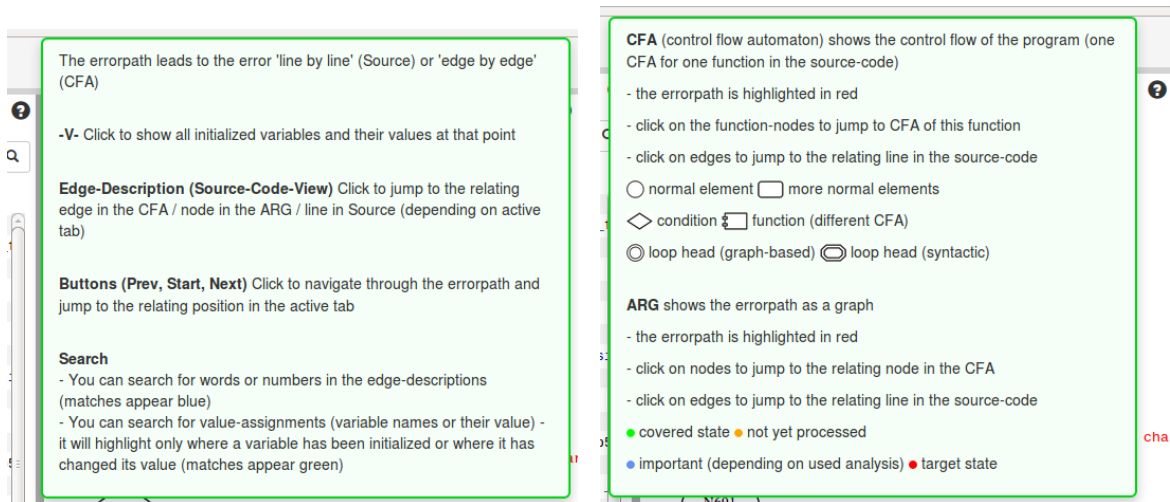 The errorpath leads to the error 'line by line' (Source) or 'edge by edge'
(CFA)
-V- Click to show all initialized variables and their values at that point
Edge-Description (Source-Code-View) Click to jump to the relating
edge in the CFA / node in the ARG / line in Source (depending on active
tab)
Buttons (Prev, Start, Next) Click to navigate through the errorpath and
jump to the relating position in the active tab
Search
- You can search for words or numbers in the edge-descriptions
(matches appear blue)
- You can search for value-assignments (variable names or their value) -
it will highlight only where a variable has been initialized or where it has
changed its value (matches appear green)
CFA (control flow automaton) shows the control flow of the program (one
CFA for one function in the source-code)
- the errorpath is highlighted in red
- click on the function-nodes to jump to CFA of this function
- click on edges to jump to the relating line in the source-code
normal element more normal elements
condition function (different CFA)
loop head (graph-based) loop head (syntactic)
ARG shows the errorpath as a graph
- the errorpath is highlighted in red
- click on nodes to jump to the relating node in the CFA
- click on edges to jump to the relating line in the source-code
covered state not yet processed
important (depending on used analysis) target state
cha